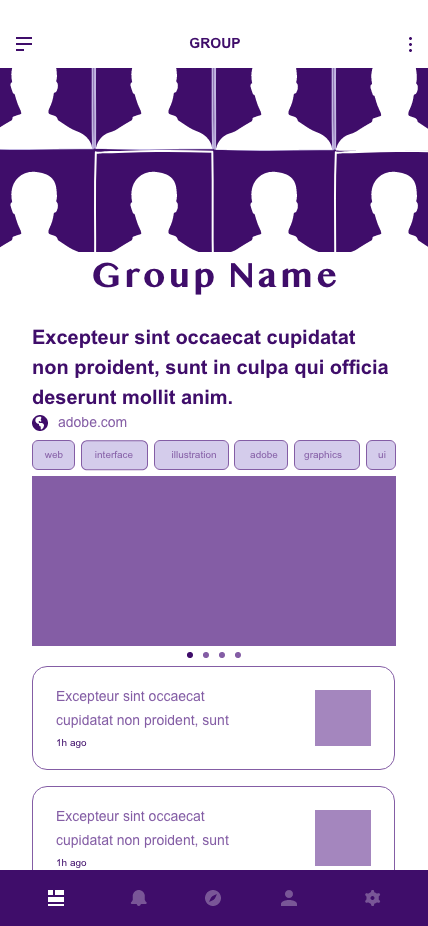 GROUP
Group Name
Excepteur sint occaecat cupidatat
non proident, sunt in culpa qui officia
deserunt mollit anim.
adobe.com
web interface illustration adobe graphics ui
Excepteur sint occaecat
cupidatat non proident, sunt
1h ago
Excepteur sint occaecat
cupidatat non proident, sunt
1h ago